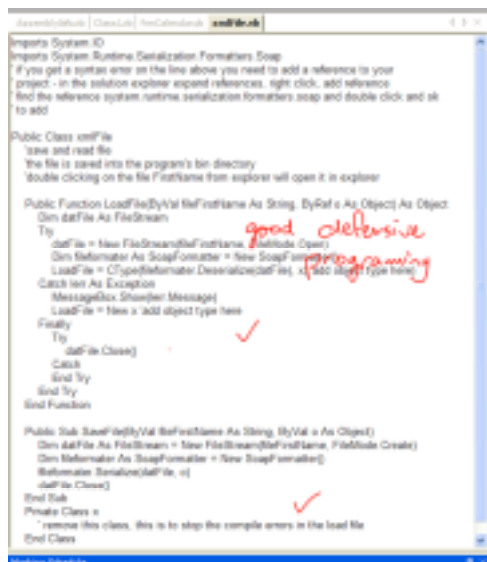 AssemblyInfo.vb ClassList frmCalendar.vb xmlFile.vb
Imports System.IO
Imports System.Runtime.Serialization.Formatters.Soap
' if you get a syntax error on the line above you need to add a reference to your
' project - in the solution explorer expand references, right click, add reference
' find the reference system.runtime.serialization.formatters.soap and double click and ok
' to add
Public Class xmlFile
'save and read file
'the file is saved into the program's bin directory
'double clicking on the file FirstName from explorer will open it in explorer
Public Function LoadFile(ByVal fileFirstName As String, ByRef o As Object) As Object
Dim datFile As FileStream
good defensive
Try
datFile = New FileStream(fileFirstName, FileMode.Open)
Dim fileformater As SoapFormatter = New
programing
LoadFile = CType(fileformater.Deserialize(datFile), x) 'add object type here)
Catch err As Exception
MessageBox.Show(err.Message)
LoadFile = New x 'add object type here
Finally
Try
datFile.Close()
Catch
End Try
End Try
End Function
Public Sub SaveFile(ByVal fileFirstName As String, ByVal o As Object)
Dim datFile As FileStream = New FileStream(fileFirstName, FileMode.Create)
Dim fileformater As SoapFormatter = New SoapFormatter()
fileformater.Serialize(datFile, o)
datFile.Close()
End Sub
Private Class x
' remove this class, this is to stop the compile errors in the load file
End Class